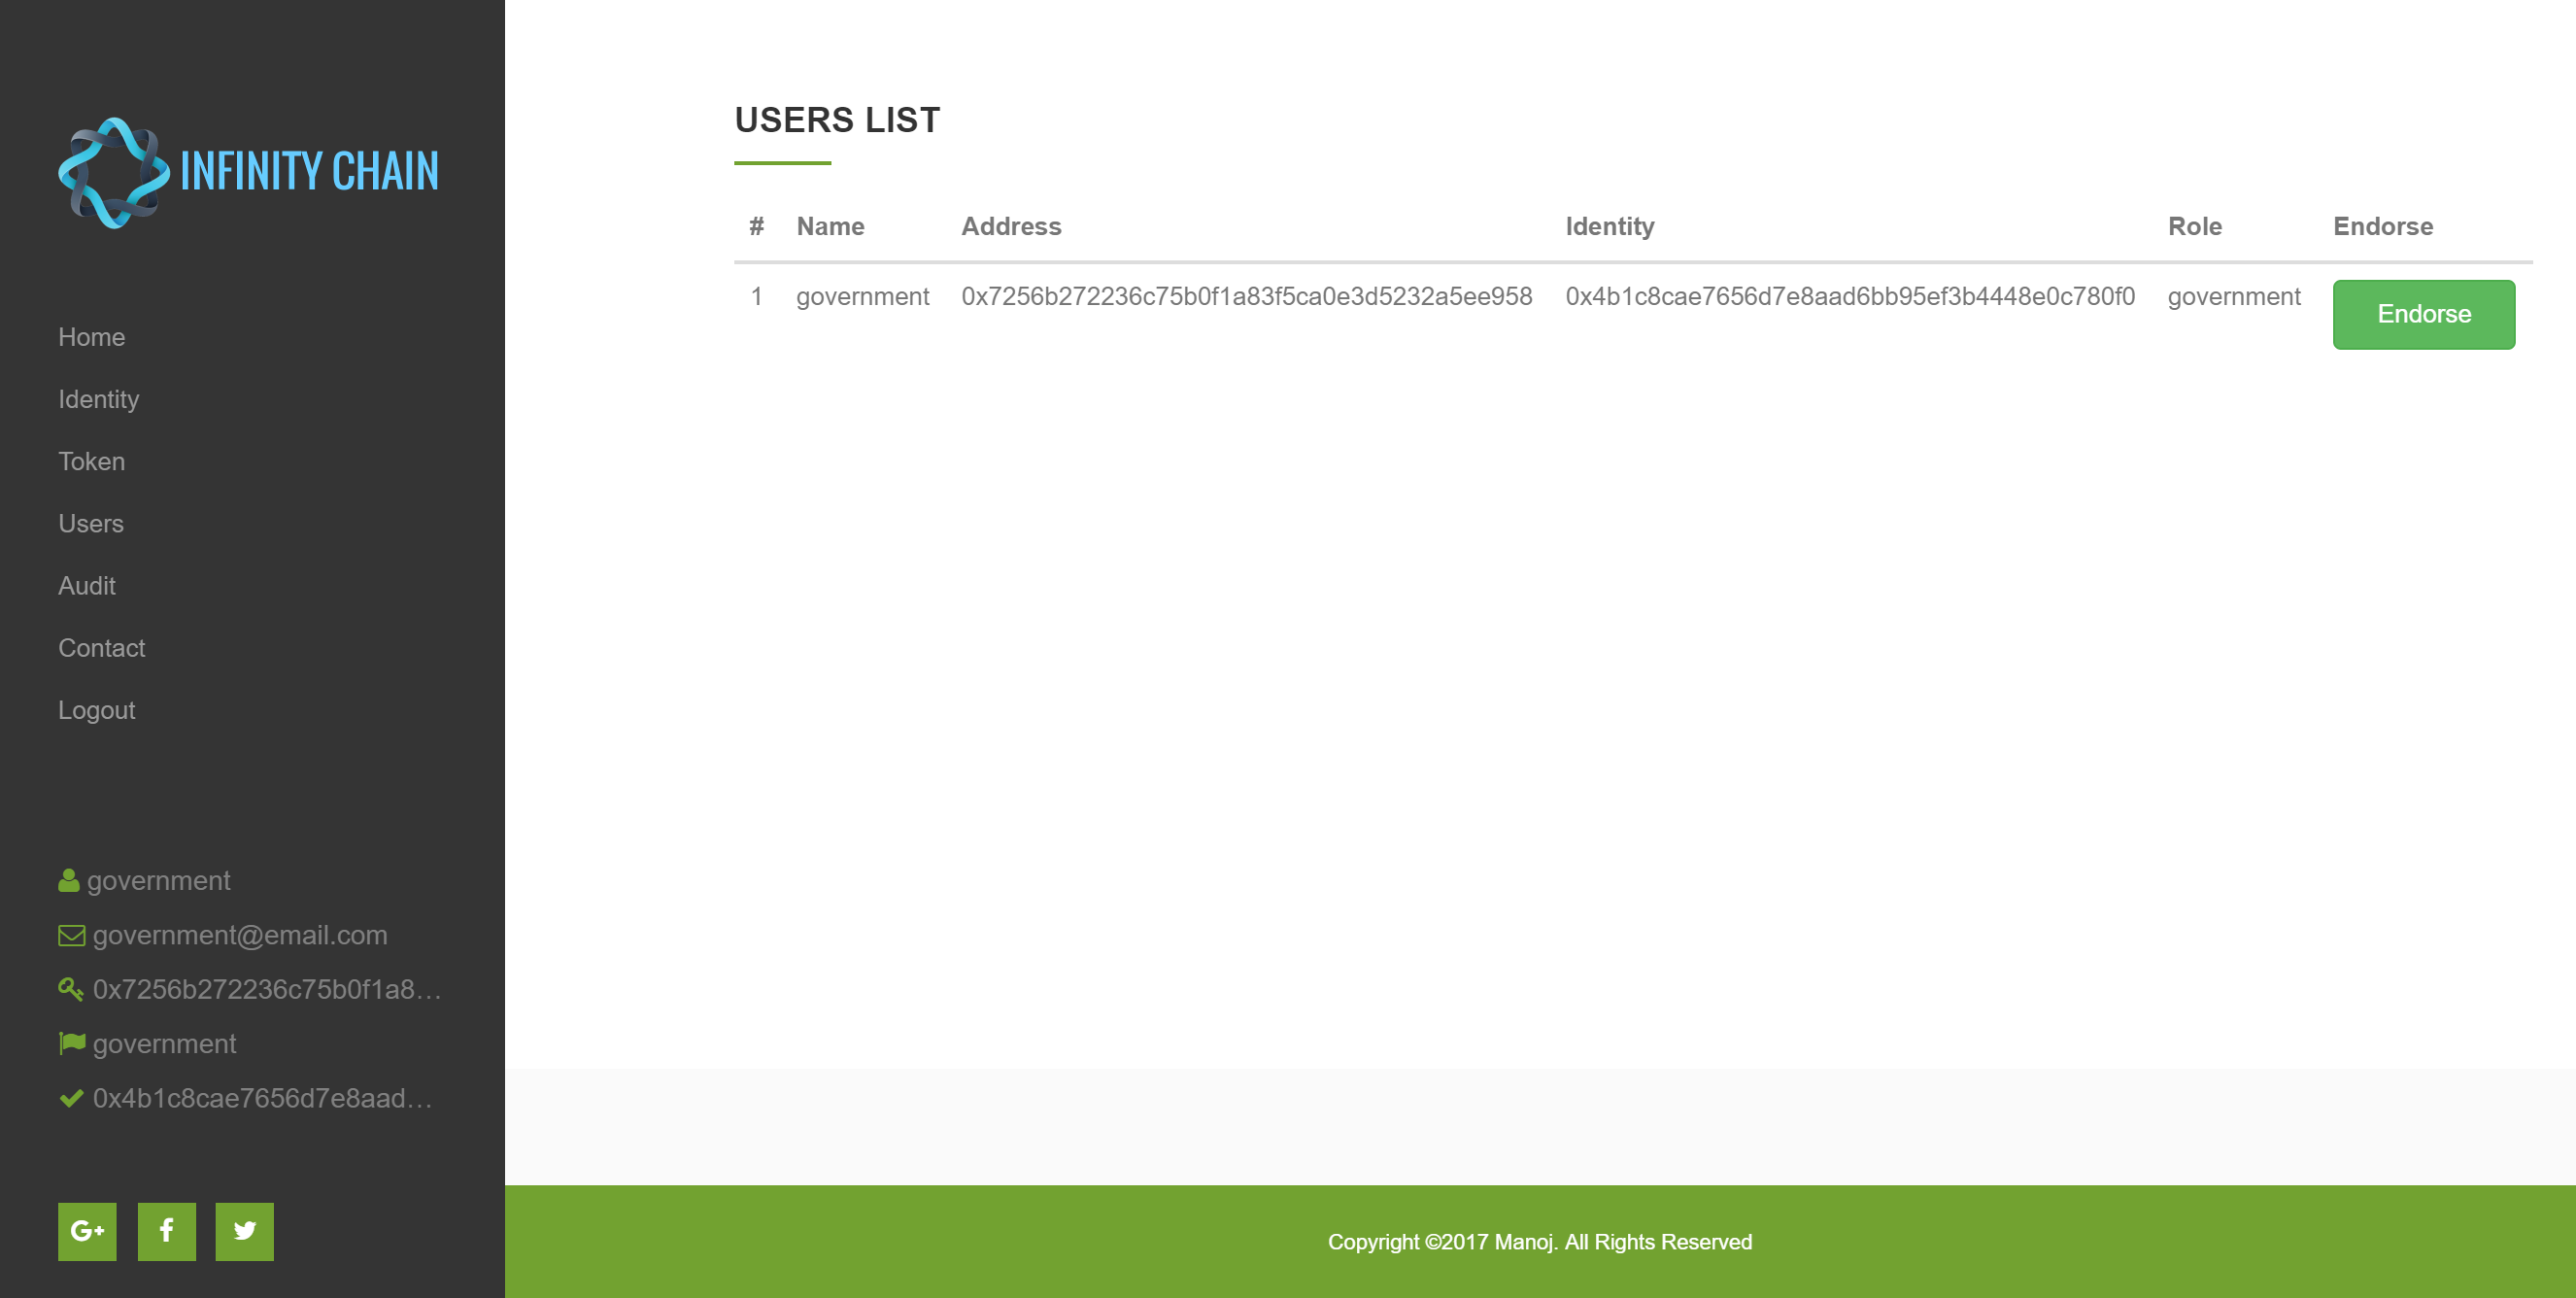 INFINITY CHAIN
Home
Identity
Token
Users
Audit
Contact
Logout
government
government@email.com
0x7256b272236c75b0f1a8...
government
0x4b1c8cae7656d7e8aad...
G+ f
USERS LIST
# Name Address Identity Role Endorse
1 government 0x7256b272236c75b0f1a83f5ca0e3d5232a5ee958 0x4b1c8cae7656d7e8aad6bb95ef3b4448e0c780f0 government Endorse
Copyright ©2017 Manoj. All Rights Reserved